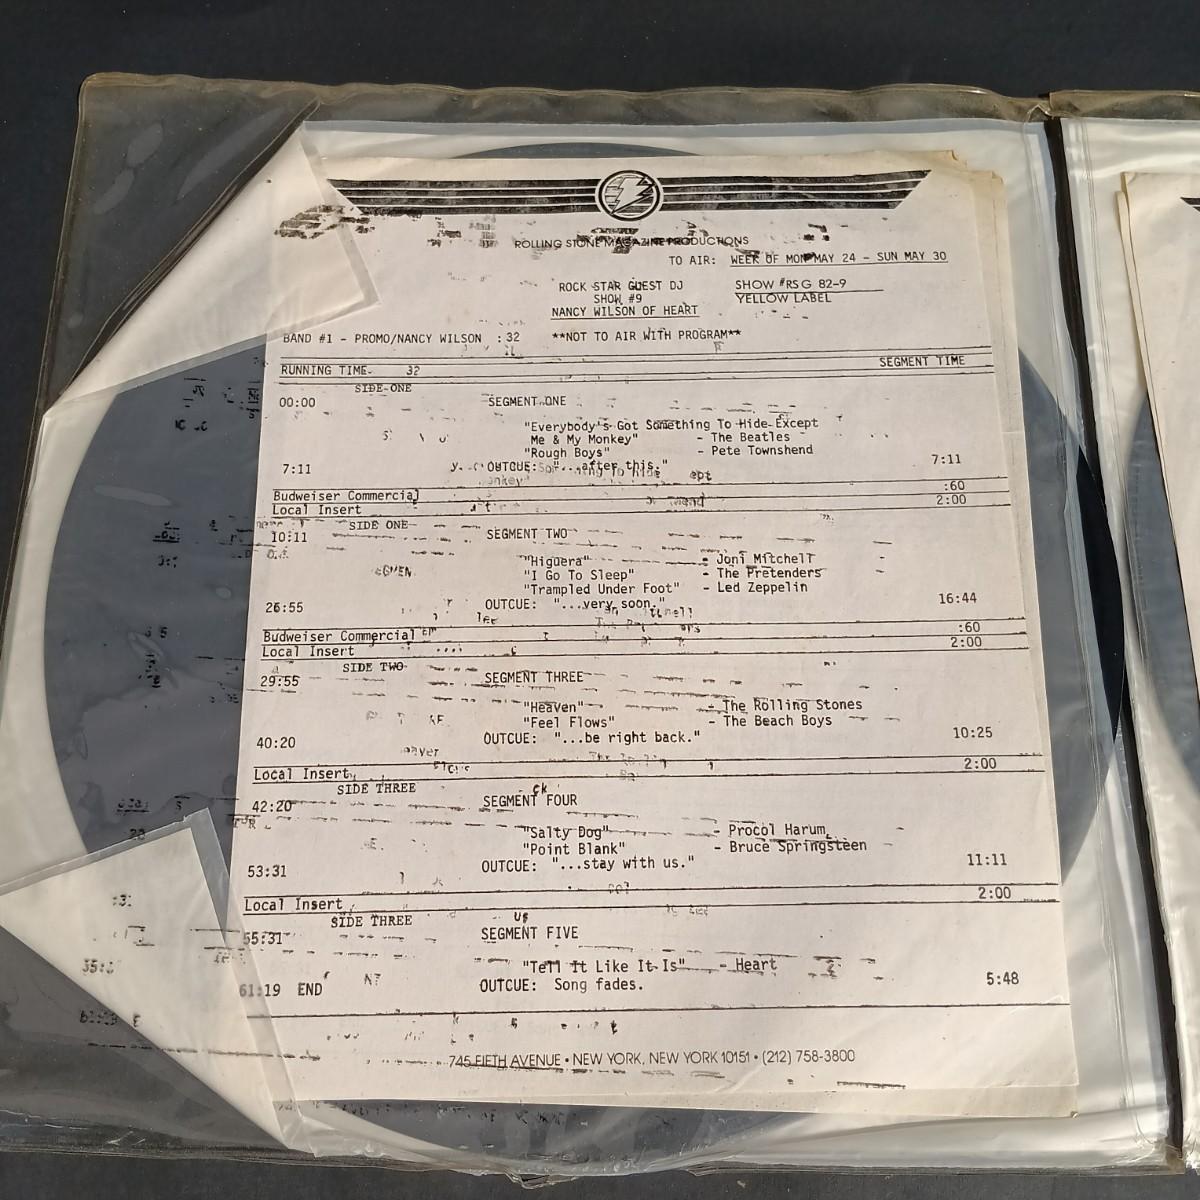 ROLLING STONE MAGAZINE PRODUCTIONS
TO AIR: WEEK OF MON MAY 24 - SUN MAY 30
ROCK STAR GUEST DJ SHOW #RSG 82-9
SHOW #9 YELLOW LABEL
NANCY WILSON OF HEART
BAND #1 - PROMO/NANCY WILSON :32 **NOT TO AIR WITH PROGRAM**
RUNNING TIME- 32 SEGMENT TIME
SIDE-ONE
00:00 SEGMENT ONE
"Everybody's Got Something To Hide Except
Me & My Monkey" - The Beatles
"Rough Boys" - Pete Townshend
7:11 OUTCUE: "...after this." 7:11
Budweiser Commercial :60
Local Insert 2:00
SIDE ONE
10:11 SEGMENT TWO
"Higuera" - Joni Mitchell
"I Go To Sleep" - The Pretenders
"Trampled Under Foot" - Led Zeppelin
26:55 OUTCUE: "...very soon." 16:44
Budweiser Commercial :60
Local Insert 2:00
SIDE TWO
29:55 SEGMENT THREE
"Heaven" - The Rolling Stones
"Feel Flows" - The Beach Boys
40:20 OUTCUE: "...be right back." 10:25
Local Insert 2:00
SIDE THREE
42:20 SEGMENT FOUR
"Salty Dog" - Procol Harum
"Point Blank" - Bruce Springsteen
53:31 OUTCUE: "...stay with us." 11:11
Local Insert 2:00
SIDE THREE
55:31 SEGMENT FIVE
"Tell It Like It Is" - Heart
61:19 END OUTCUE: Song fades. 5:48
745 FIFTH AVENUE • NEW YORK, NEW YORK 10151 • (212) 758-3800